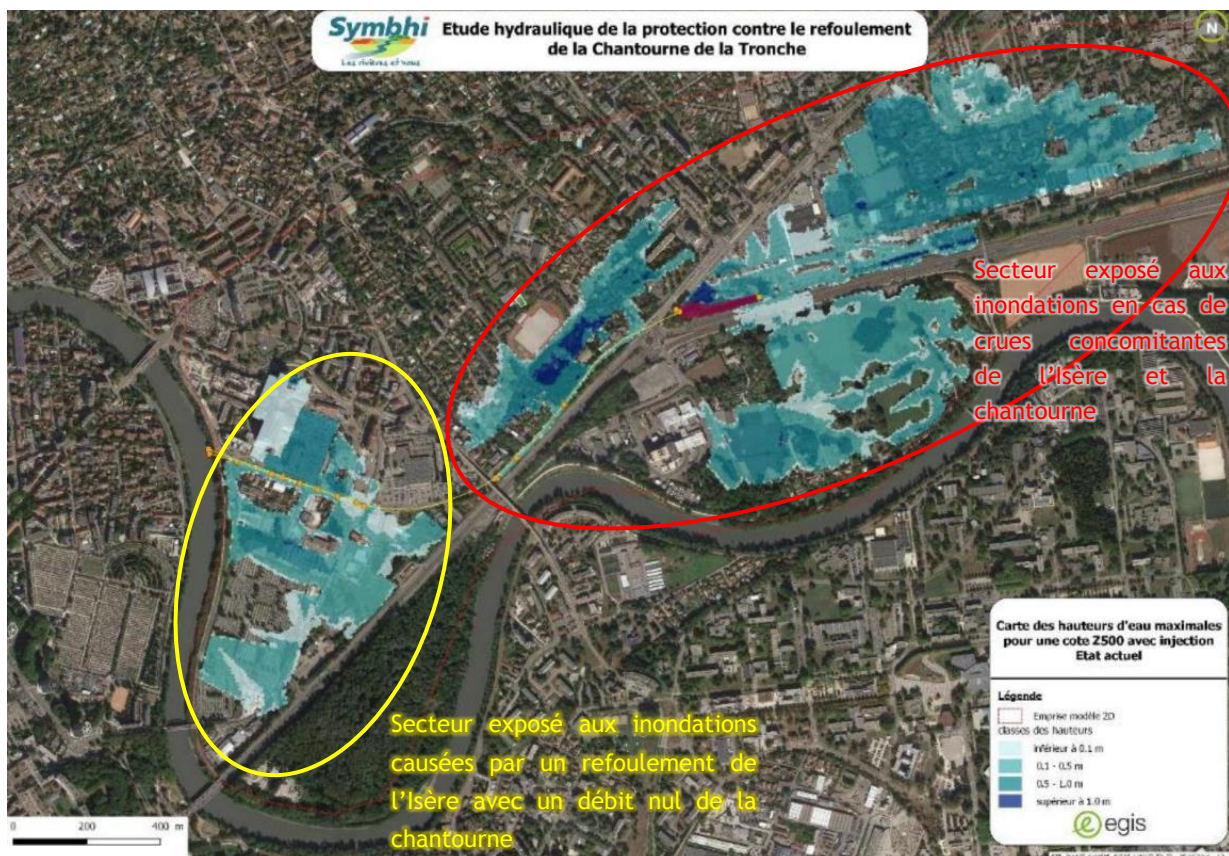 Symbhi
Les rivières et nous
Etude hydraulique de la protection contre le refoulement
de la Chantourne de la Tronche
N
Secteur exposé aux
inondations en cas de
crues concomitantes
de l'Isère et la
chantourne
Secteur exposé aux inondations
causées par un refoulement de
l'Isère avec un débit nul de la
chantourne
Carte des hauteurs d'eau maximales
pour une cote Z500 avec injection
Etat actuel
Légende
Emprise modèle 2D
classes des hauteurs
inférieur à 0.1 m
0.1 - 0.5 m
0.5 - 1.0 m
supérieur à 1.0 m
egis
0 200 400 m